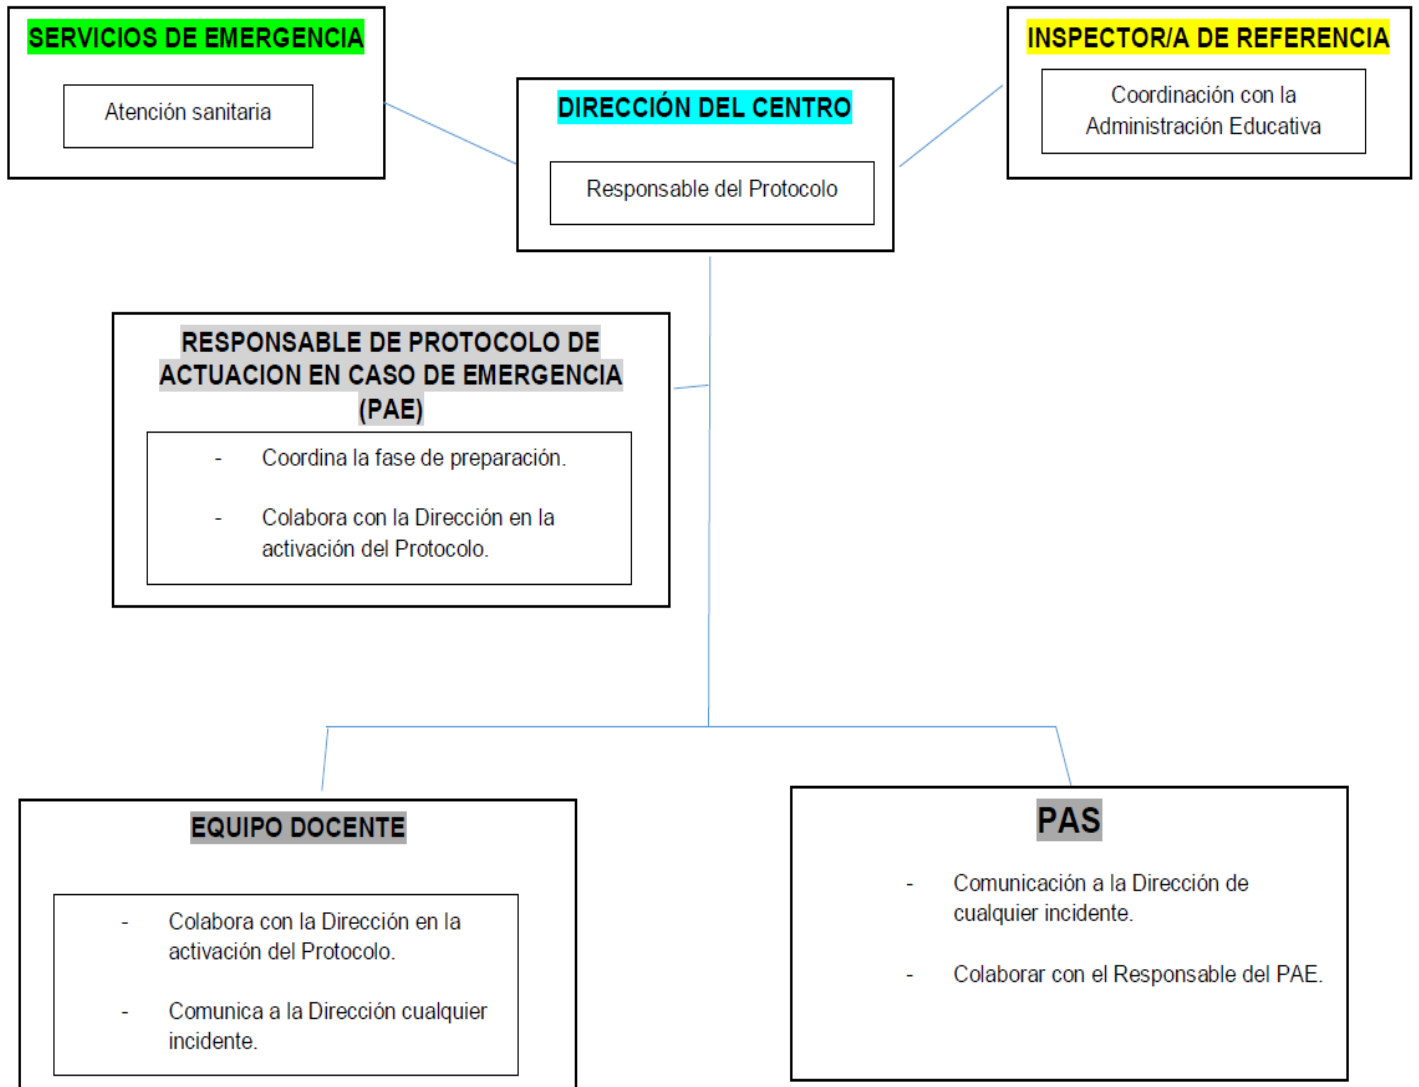 SERVICIOS DE EMERGENCIA
Atención sanitaria
DIRECCIÓN DEL CENTRO
Responsable del Protocolo
INSPECTOR/A DE REFERENCIA
Coordinación con la
Administración Educativa
RESPONSABLE DE PROTOCOLO DE
ACTUACION EN CASO DE EMERGENCIA
(PAE)
- Coordina la fase de preparación.
- Colabora con la Dirección en la
activación del Protocolo.
EQUIPO DOCENTE
- Colabora con la Dirección en la
activación del Protocolo.
- Comunica a la Dirección cualquier
incidente.
PAS
- Comunicación a la Dirección de
cualquier incidente.
- Colaborar con el Responsable del PAE.